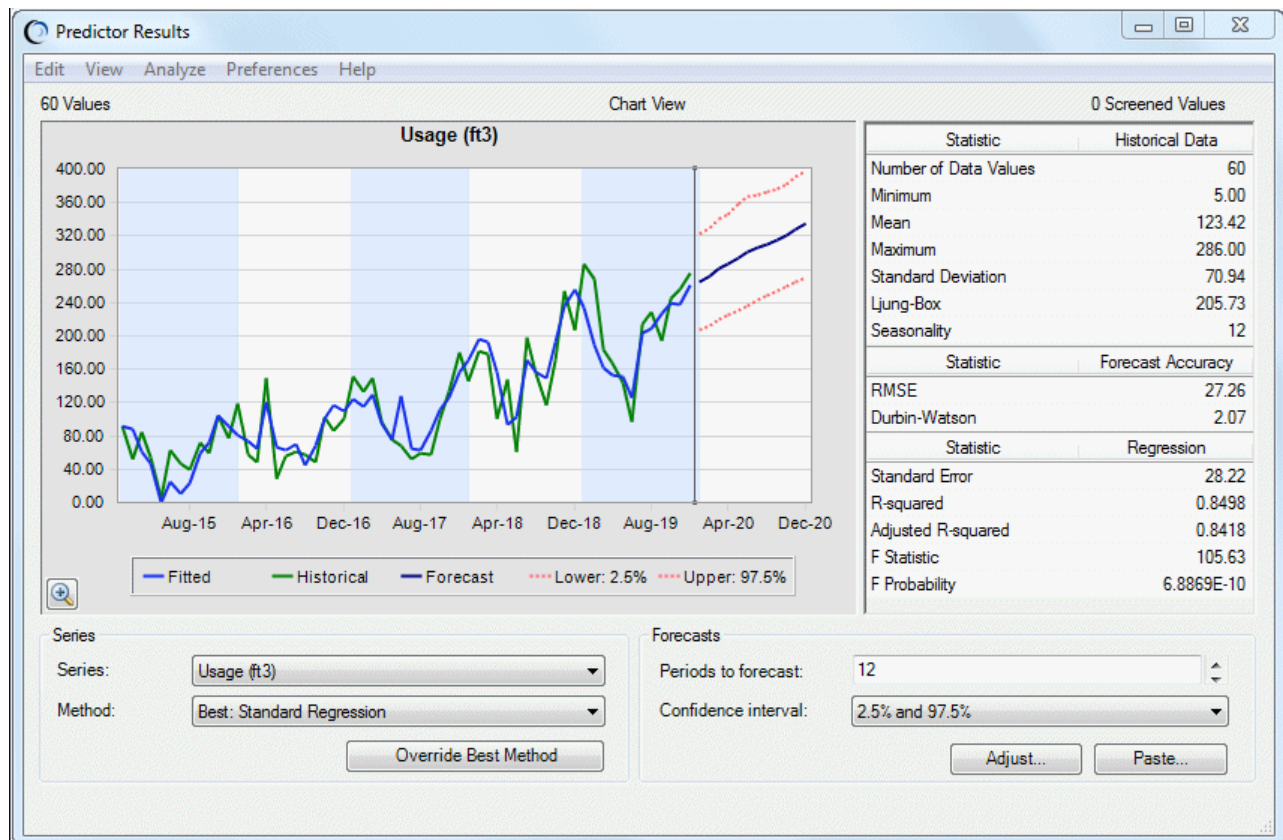 Predictor Results
Edit View Analyze Preferences Help
60 Values Chart View 0 Screened Values
Usage (ft3)
400.00
360.00
320.00
280.00
240.00
200.00
160.00
120.00
80.00
40.00
0.00
Aug-15 Apr-16 Dec-16 Aug-17 Apr-18 Dec-18 Aug-19 Apr-20 Dec-20
Fitted Historical Forecast Lower: 2.5% Upper: 97.5%
Statistic Historical Data
Number of Data Values 60
Minimum 5.00
Mean 123.42
Maximum 286.00
Standard Deviation 70.94
Ljung-Box 205.73
Seasonality 12
Statistic Forecast Accuracy
RMSE 27.26
Durbin-Watson 2.07
Statistic Regression
Standard Error 28.22
R-squared 0.8498
Adjusted R-squared 0.8418
F Statistic 105.63
F Probability 6.8869E-10
Series
Series: Usage (ft3)
Method: Best: Standard Regression
Override Best Method
Forecasts
Periods to forecast: 12
Confidence interval: 2.5% and 97.5%
Adjust... Paste...